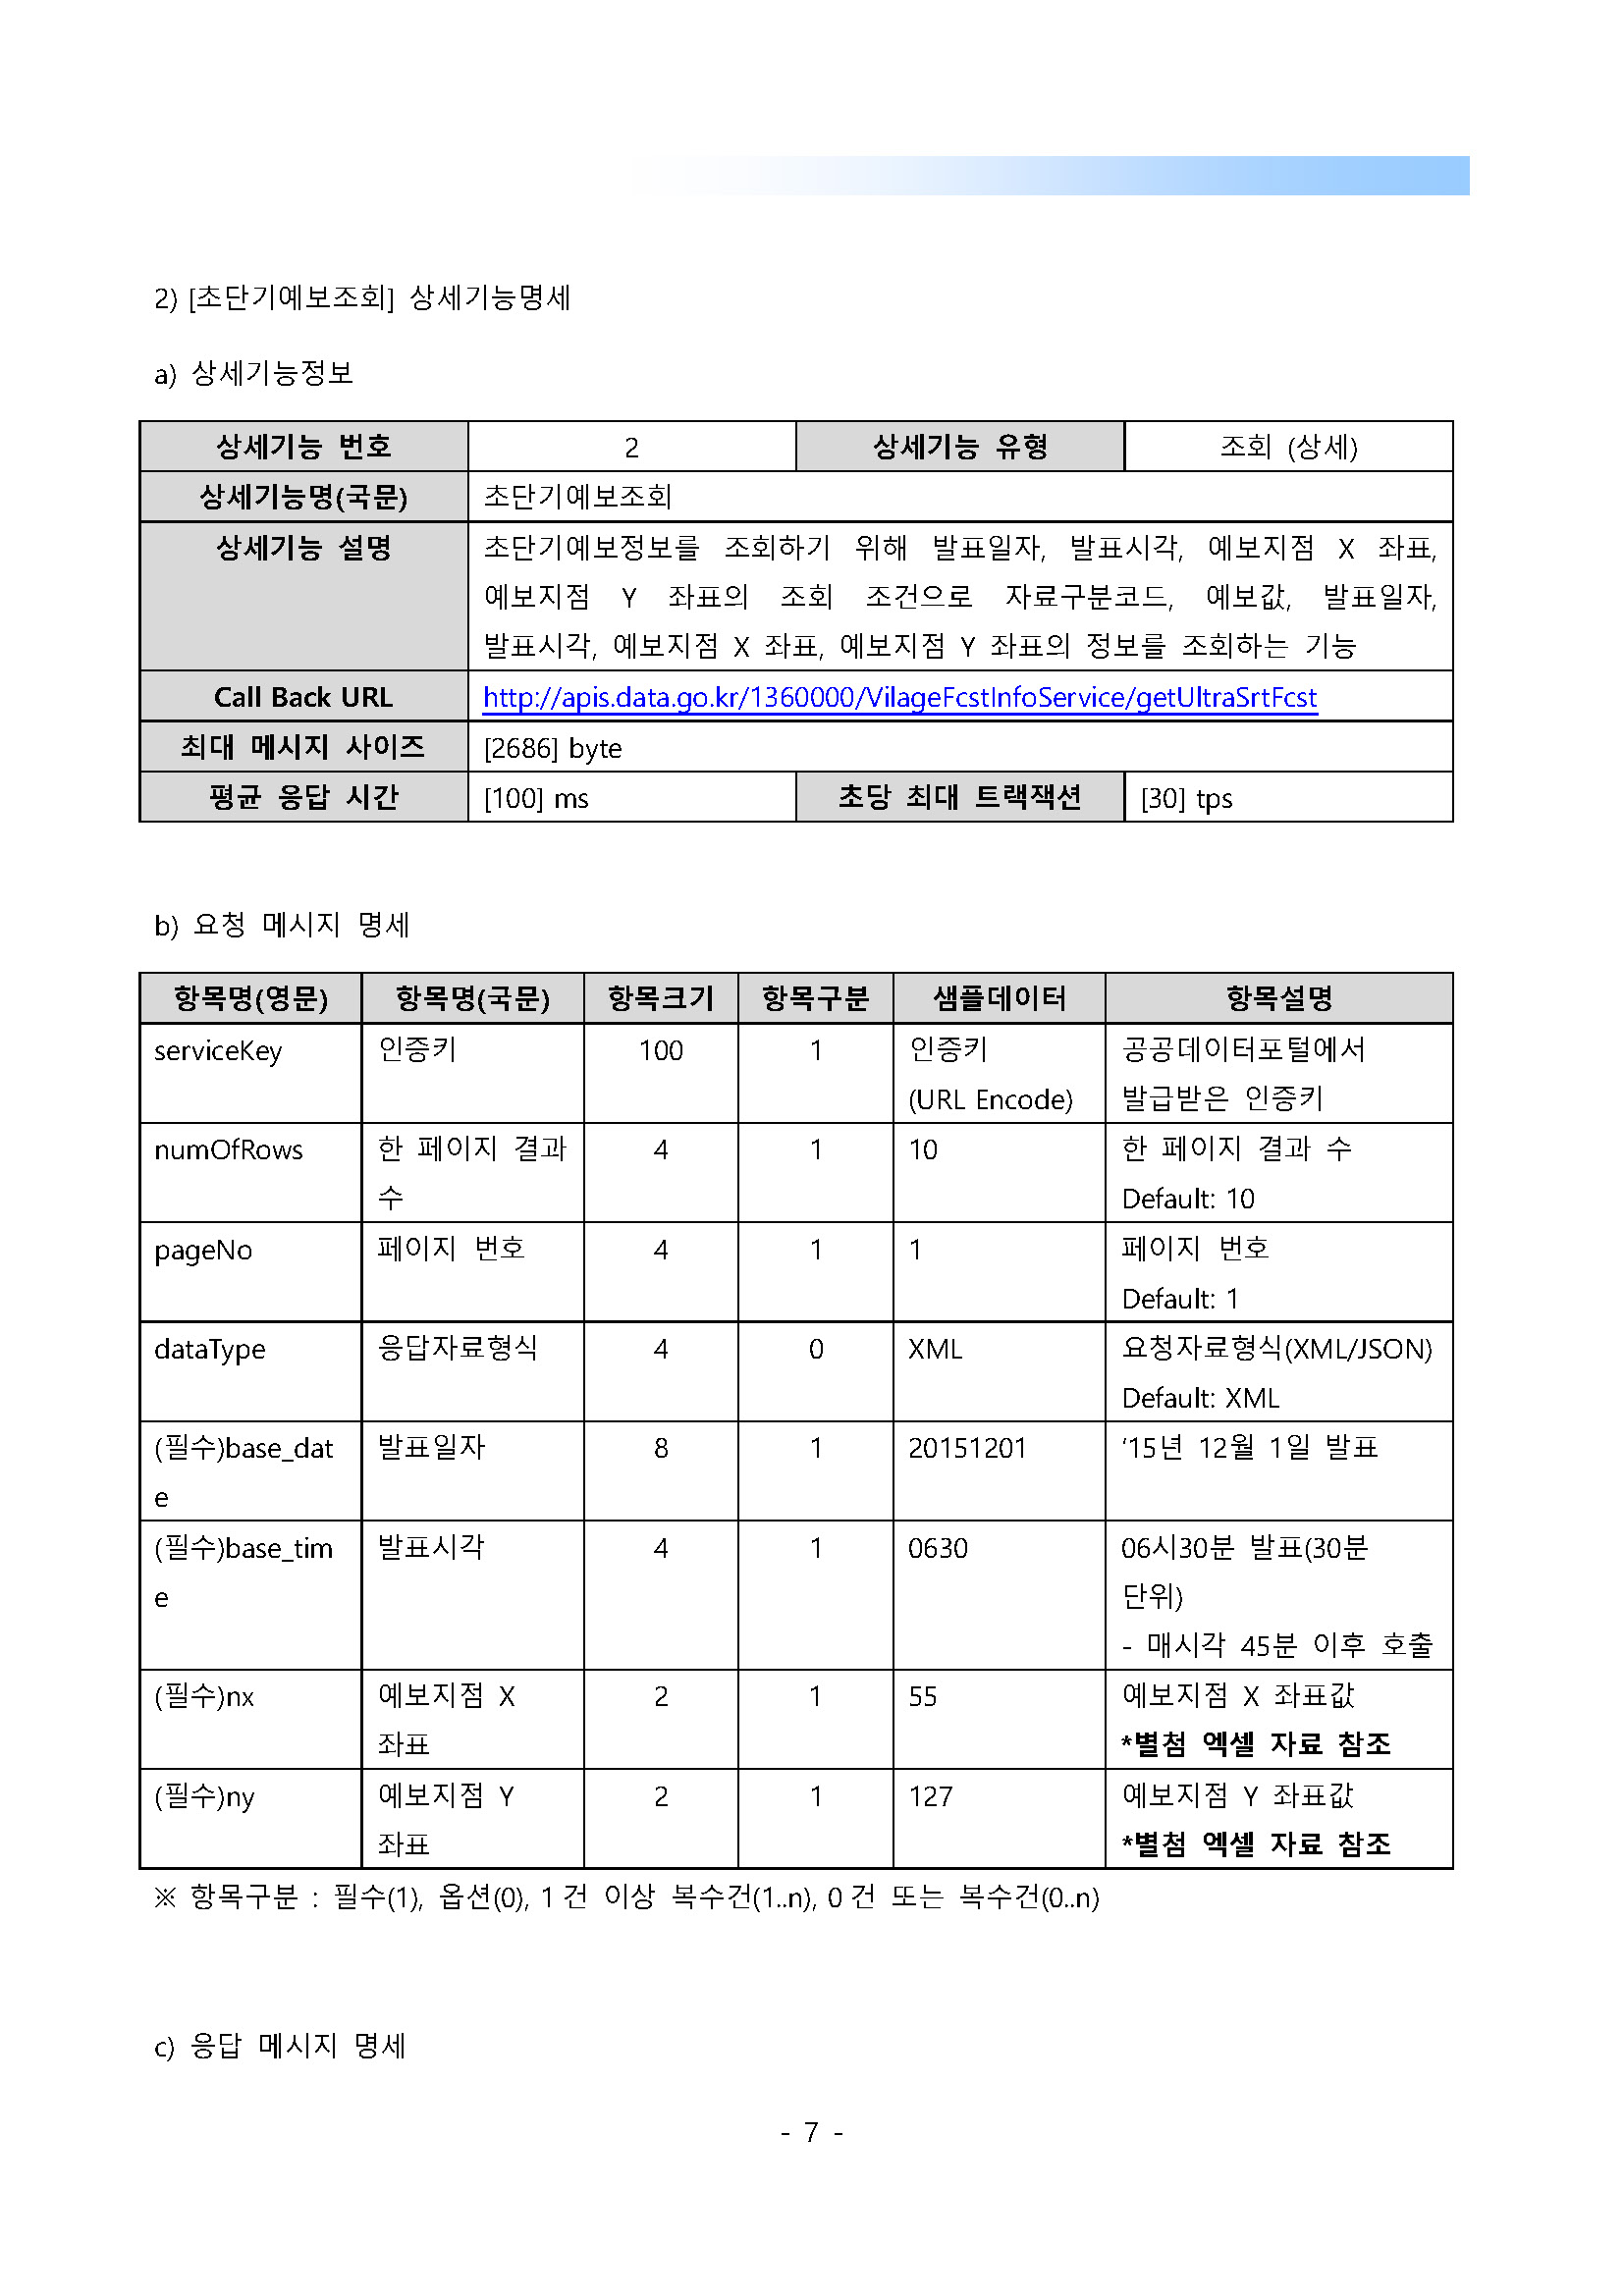 2) [초단기예보조회] 상세기능명세
a) 상세기능정보
상세기능 번호 2 상세기능 유형 조회 (상세)
상세기능명(국문) 초단기예보조회
상세기능 설명 초단기예보정보를 조회하기 위해 발표일자, 발표시각, 예보지점 X 좌표,
예보지점 Y 좌표의 조회 조건으로 자료구분코드, 예보값, 발표일자,
발표시각, 예보지점 X 좌표, 예보지점 Y 좌표의 정보를 조회하는 기능
Call Back URL http://apis.data.go.kr/1360000/VilageFcstInfoService/getUltraSrtFcst
최대 메시지 사이즈 [2686] byte
평균 응답 시간 [100] ms 초당 최대 트랙잭션 [30] tps
b) 요청 메시지 명세
항목명(영문) 항목명(국문) 항목크기 항목구분 샘플데이터 항목설명
serviceKey 인증키 100 1 인증키 공공데이터포털에서
(URL Encode) 발급받은 인증키
numOfRows 한 페이지 결과 4 1 10 한 페이지 결과 수
수 Default: 10
pageNo 페이지 번호 4 1 1 페이지 번호
Default: 1
dataType 응답자료형식 4 0 XML 요청자료형식(XML/JSON)
Default: XML
(필수)base_dat 발표일자 8 1 20151201 ‘15년 12월 1일 발표
e
(필수)base_tim 발표시각 4 1 0630 06시30분 발표(30분
e 단위)
- 매시각 45분 이후 호출
(필수)nx 예보지점 X 2 1 55 예보지점 X 좌표값
좌표 *별첨 엑셀 자료 참조
(필수)ny 예보지점 Y 2 1 127 예보지점 Y 좌표값
좌표 *별첨 엑셀 자료 참조
※ 항목구분 : 필수(1), 옵션(0), 1건 이상 복수건(1..n), 0건 또는 복수건(0..n)
c) 응답 메시지 명세
- 7 -